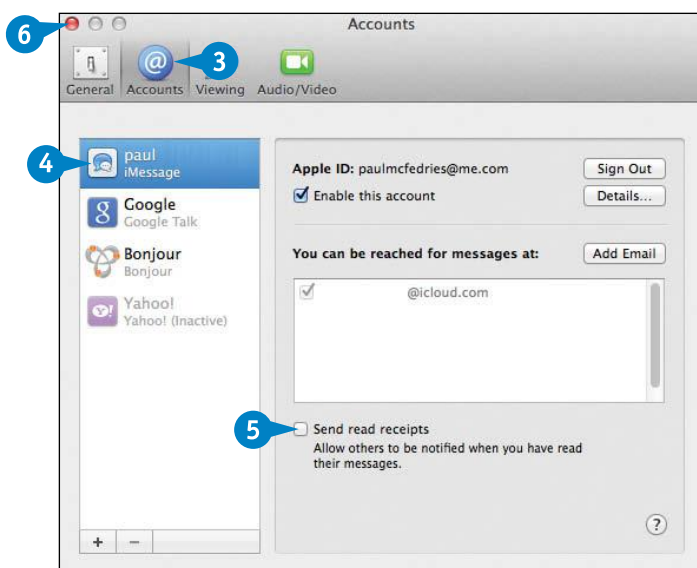 6
Accounts
3
General Accounts Viewing Audio/Video
4
paul
iMessage
Google
Google Talk
Bonjour
Bonjour
Yahoo!
Yahoo! (Inactive)
+ −
Apple ID: paulmcfedries@me.com
Sign Out
Enable this account
Details...
You can be reached for messages at:
Add Email
@icloud.com
5
Send read receipts
Allow others to be notified when you have read
their messages.
?